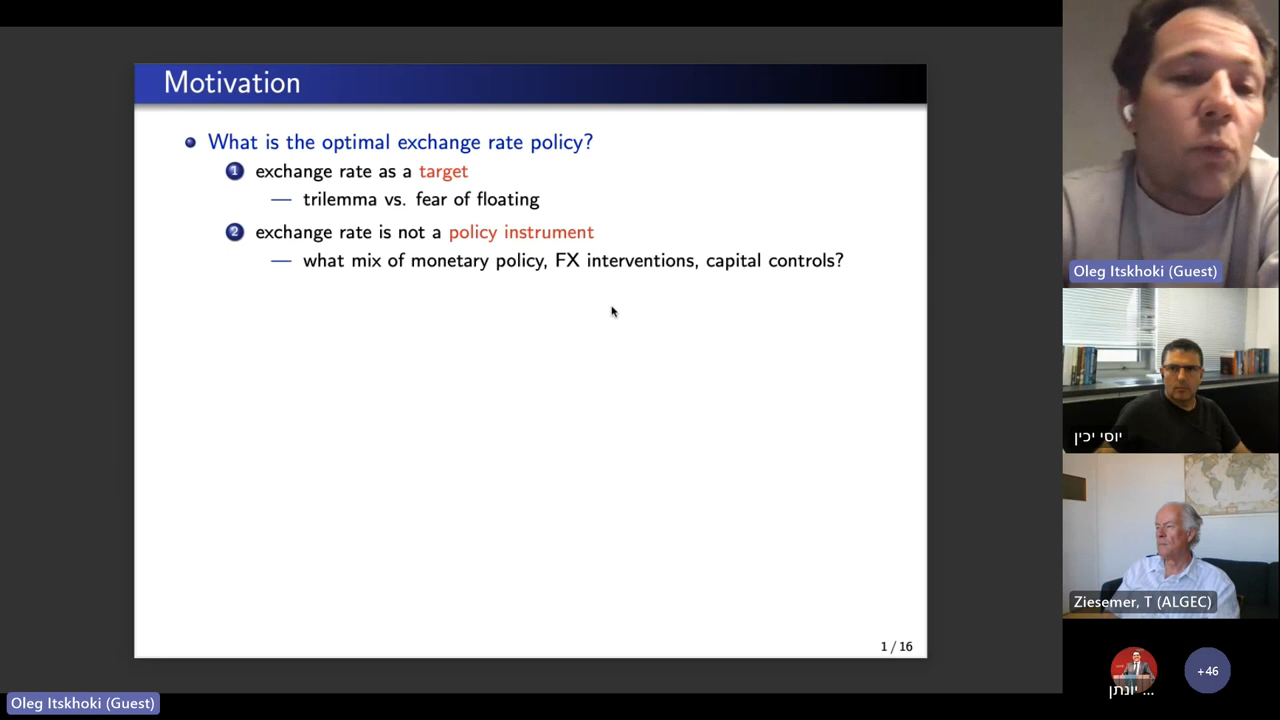 Motivation
What is the optimal exchange rate policy?
1 exchange rate as a target
— trilemma vs. fear of floating
2 exchange rate is not a policy instrument
— what mix of monetary policy, FX interventions, capital controls?
1 / 16
Oleg Itskhoki (Guest)
יוסי יכין
Ziesemer, T (ALGEC)
יונתן ...
+46
Oleg Itskhoki (Guest)